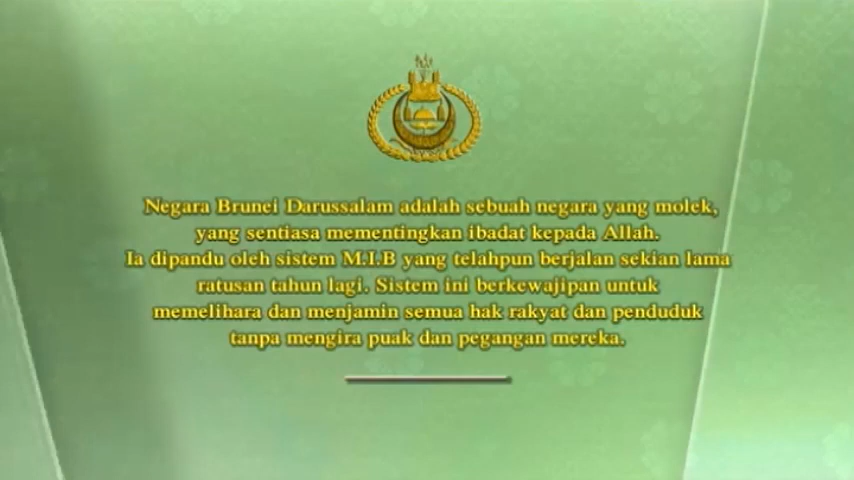 Negara Brunei Darussalam adalah sebuah negara yang molek,
yang sentiasa mementingkan ibadat kepada Allah.
Ia dipandu oleh sistem M.I.B yang telahpun berjalan sekian lama
ratusan tahun lagi. Sistem ini berkewajipan untuk
memelihara dan menjamin semua hak rakyat dan penduduk
tanpa mengira puak dan pegangan mereka.